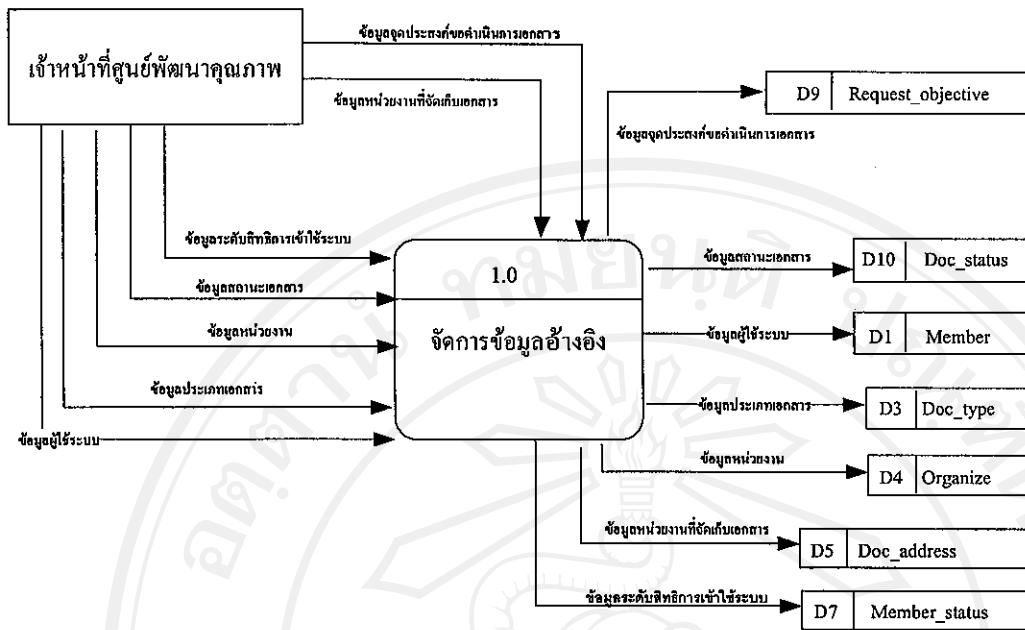 ข้อมูลจุดประสงค์ขอดำเนินการเอกสาร
เจ้าหน้าที่ศูนย์พัฒนาคุณภาพ
ข้อมูลหน่วยงานที่จัดเก็บเอกสาร
D9 Request_objective
ข้อมูลจุดประสงค์ขอดำเนินการเอกสาร
ข้อมูลระดับสิทธิการเข้าใช้ระบบ
ข้อมูลสถานะเอกสาร
ข้อมูลหน่วยงาน
ข้อมูลประเภทเอกสาร
ข้อมูลผู้ใช้ระบบ
1.0
จัดการข้อมูลอ้างอิง
ข้อมูลสถานะเอกสาร
D10 Doc_status
ข้อมูลผู้ใช้ระบบ
D1 Member
ข้อมูลประเภทเอกสาร
D3 Doc_type
ข้อมูลหน่วยงาน
D4 Organize
ข้อมูลหน่วยงานที่จัดเก็บเอกสาร
D5 Doc_address
ข้อมูลระดับสิทธิการเข้าใช้ระบบ
D7 Member_status